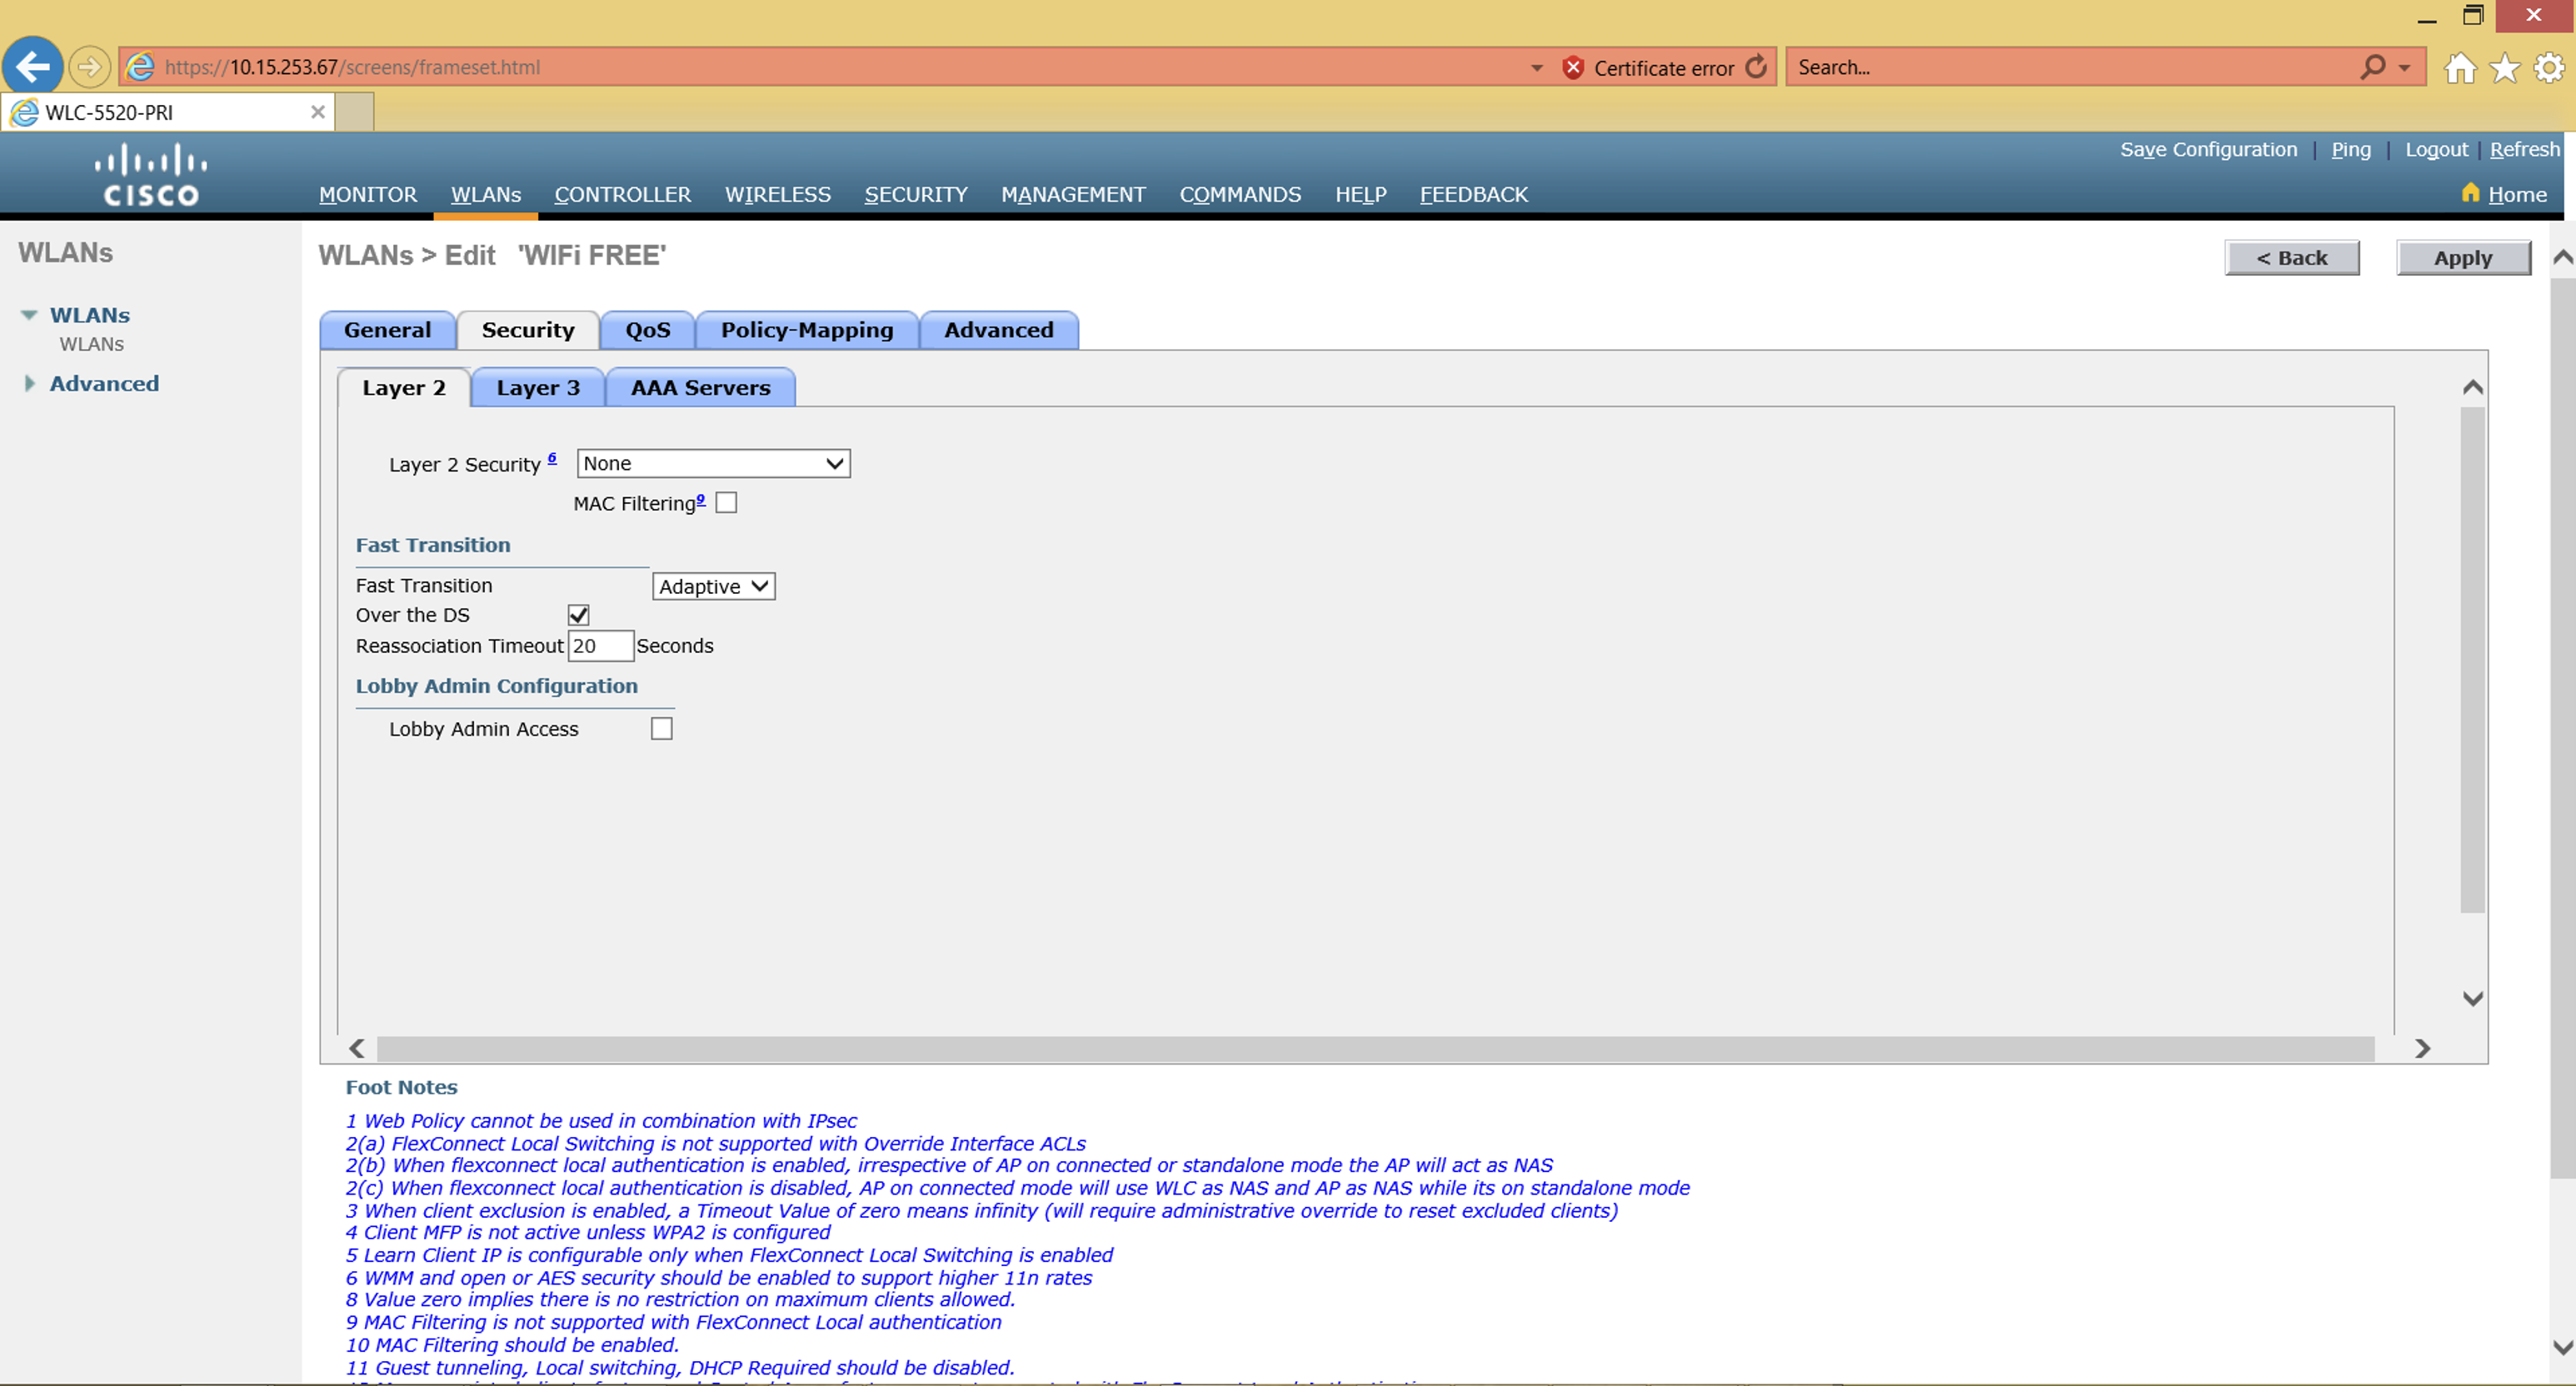 https://10.15.253.67/screens/frameset.html
Certificate error
Search...
WLC-5520-PRI
Save Configuration | Ping | Logout | Refresh
CISCO
MONITOR WLANs CONTROLLER WIRELESS SECURITY MANAGEMENT COMMANDS HELP FEEDBACK
Home
WLANs
WLANs
WLANs
Advanced
WLANs > Edit 'WIFi FREE'
< Back
Apply
General Security QoS Policy-Mapping Advanced
Layer 2 Layer 3 AAA Servers
Layer 2 Security 6 None
MAC Filtering 9
Fast Transition
Fast Transition Adaptive
Over the DS
Reassociation Timeout 20 Seconds
Lobby Admin Configuration
Lobby Admin Access
Foot Notes
1 Web Policy cannot be used in combination with IPsec
2(a) FlexConnect Local Switching is not supported with Override Interface ACLs
2(b) When flexconnect local authentication is enabled, irrespective of AP on connected or standalone mode the AP will act as NAS
2(c) When flexconnect local authentication is disabled, AP on connected mode will use WLC as NAS and AP as NAS while its on standalone mode
3 When client exclusion is enabled, a Timeout Value of zero means infinity (will require administrative override to reset excluded clients)
4 Client MFP is not active unless WPA2 is configured
5 Learn Client IP is configurable only when FlexConnect Local Switching is enabled
6 WMM and open or AES security should be enabled to support higher 11n rates
8 Value zero implies there is no restriction on maximum clients allowed.
9 MAC Filtering is not supported with FlexConnect Local authentication
10 MAC Filtering should be enabled.
11 Guest tunneling, Local switching, DHCP Required should be disabled.